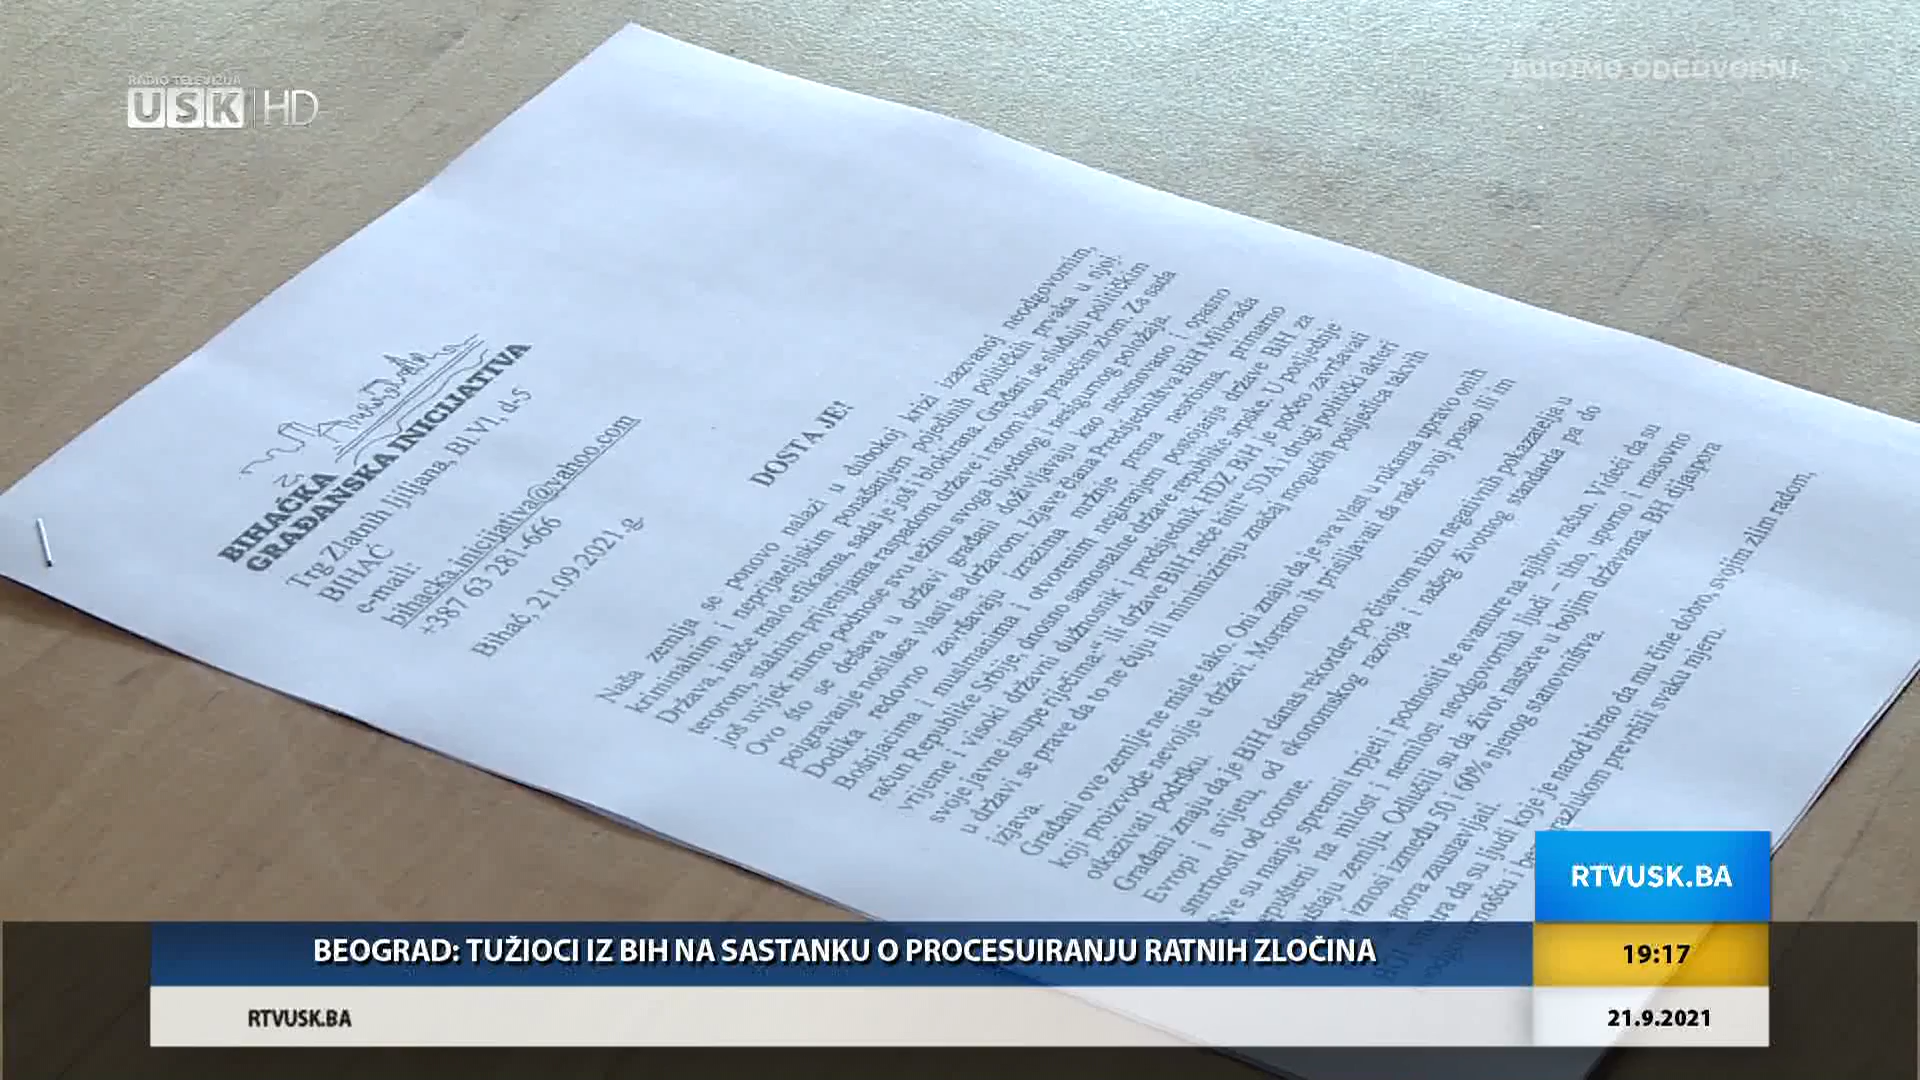 RADIO TELEVIZIJA
USK HD
BUDIMO ODGOVORNI
BIHAĆKA
GRAĐANSKA INICIJATIVA
Trg Zlatnih ljiljana, Bl.VI, d-5
BIHAĆ
e-mail:
bihacka.inicijativa@yahoo.com
+387 63 281-666
Bihać, 21.09.2021.g.
DOSTA JE!
Naša zemlja se ponovo nalazi u dubokoj krizi izazvanoj neodgovornim,
kriminalnim i neprijateljskim ponašanjem pojedinih političkih prvaka u njoj.
Država, inače malo efikasna, sada je još i blokirana. Građani se sluđuju političkim
terorom, stalnim prijetnjama raspadom države i ratom kao pratećim zlom. Za sada
još uvijek mirno podnose svu težinu svoga bijednog i nesigurnog položaja.
Ovo što se dešava u državi građani doživljavaju kao neosnovano i opasno
poigravanje nosilaca vlasti sa državom. Izjave člana Predsjedništva BiH Milorada
Dodika redovno završavaju izrazima mržnje prema nesrbima, primarno
Bošnjacima i muslimanima i otvorenim negiranjem postojanja države BiH, za
račun Republike Srbije, dnosno samostalne države republike srpske. U posljednje
vrijeme i visoki državni dužnosnik i predsjednik HDZ BiH je počeo završavati
svoje javne istupe riječima:“ ili države BiH neće biti“ SDA i drugi politički akteri
u državi se prave da to ne čuju ili minimiziraju značaj mogućih posljedica takvih
izjava.
Građani ove zemlje ne misle tako. Oni znaju da je sva vlast u rukama upravo onih
koji proizvode nevolje u državi. Moramo ih prisiljavati da rade svoj posao ili im
okazivati podršku.
Građani znaju da je BiH danas rekorder po čitavom nizu negativnih pokazatelja u
Evropi i svijetu, od ekonomskog razvoja i našeg životnog standarda pa do
smrtnosti od corone.
Sve su manje spremni trpjeti i podnositi te avanture na njihov račun. Videći da su
epušteni na milost i nemilost neodgovornih ljudi – tiho, uporno i masovno
uštaju zemlju. Odlučili su da život nastave u boljim državama. BH dijaspora
iznosi između 50 i 60% njenog stanovništva.
mora zaustavljati.
da su ljudi koje je narod birao da mu čine dobro, svojim zlim radom,
odgovornošću i bezobrazlukom prevršili svaku mjeru.
RTVUSK.BA
BEOGRAD: TUŽIOCI IZ BIH NA SASTANKU O PROCESUIRANJU RATNIH ZLOČINA
19:17
RTVUSK.BA
21.9.2021